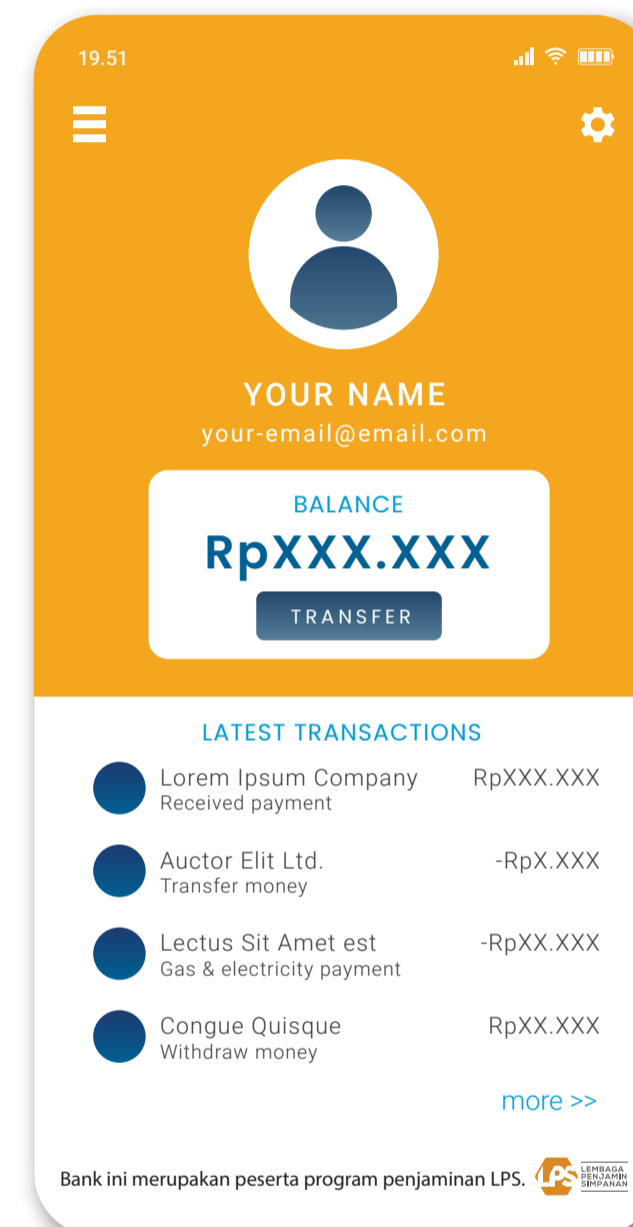 19.51
YOUR NAME
your-email@email.com
BALANCE
RpXXX.XXX
TRANSFER
LATEST TRANSACTIONS
Lorem Ipsum Company RpXXX.XXX
Received payment
Auctor Elit Ltd. -RpX.XXX
Transfer money
Lectus Sit Amet est -RpXX.XXX
Gas & electricity payment
Congue Quisque RpXX.XXX
Withdraw money
more >>
Bank ini merupakan peserta program penjaminan LPS.
LPS
LEMBAGA
PENJAMIN
SIMPANAN